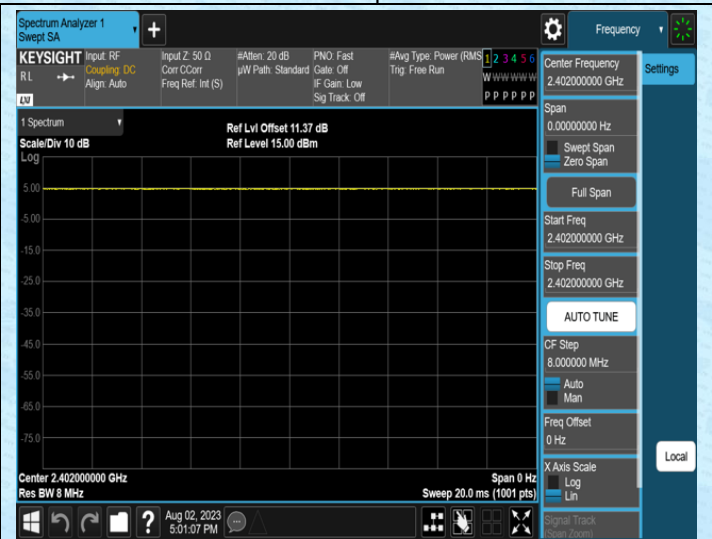 Spectrum Analyzer 1
Swept SA
Frequency
KEYSIGHT
RL
LXI
Input: RF
Coupling: DC
Align: Auto
Input Z: 50 Ω
Corr CCorr
Freq Ref: Int (S)
#Atten: 20 dB
µW Path: Standard
PNO: Fast
Gate: Off
IF Gain: Low
Sig Track: Off
#Avg Type: Power (RMS
Trig: Free Run
1 2 3 4 5 6
W W W W W W
P P P P P P
1 Spectrum
Scale/Div 10 dB
Log
Ref Lvl Offset 11.37 dB
Ref Level 15.00 dBm
5.00
-5.00
-15.0
-25.0
-35.0
-45.0
-55.0
-65.0
-75.0
Center 2.402000000 GHz
Res BW 8 MHz
Span 0 Hz
Sweep 20.0 ms (1001 pts)
?
Aug 02, 2023
5:01:07 PM
Center Frequency
2.402000000 GHz
Span
0.00000000 Hz
Swept Span
Zero Span
Full Span
Start Freq
2.402000000 GHz
Stop Freq
2.402000000 GHz
AUTO TUNE
CF Step
8.000000 MHz
Auto
Man
Freq Offset
0 Hz
X Axis Scale
Log
Lin
Signal Track
(Span Zoom)
Settings
Local